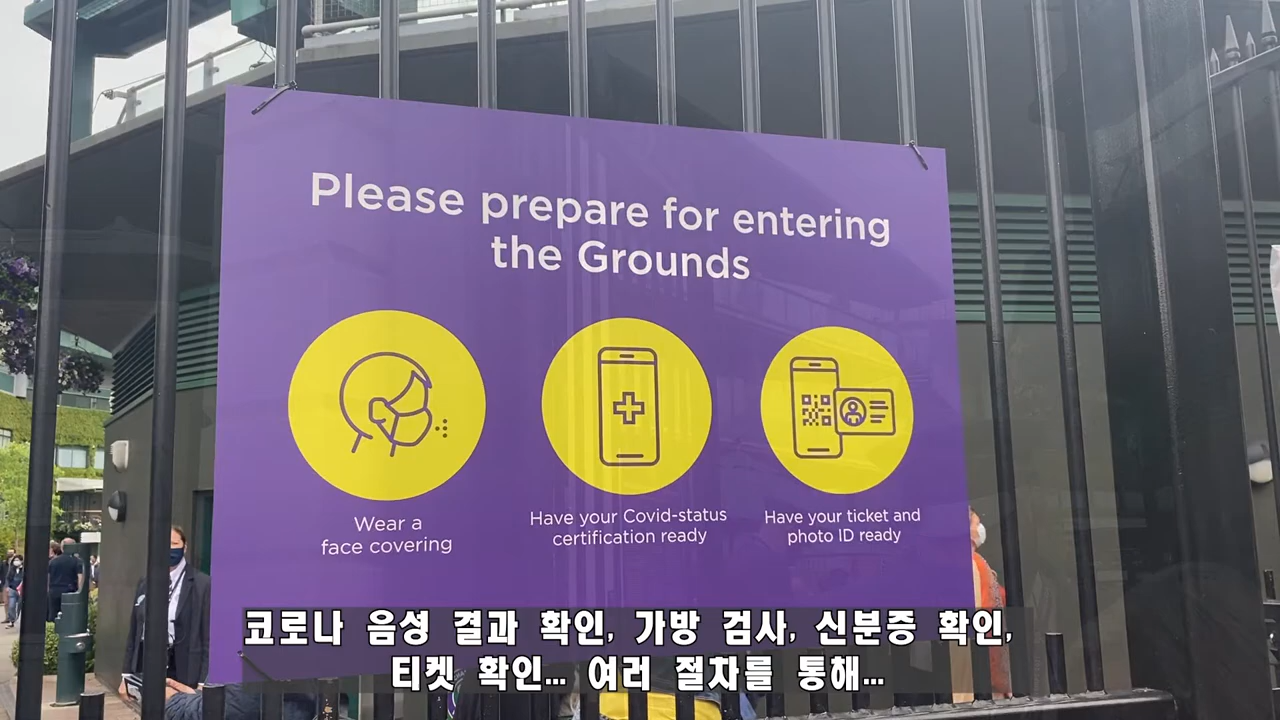 Please prepare for entering
the Grounds
Wear a
face covering
Have your Covid-status
certification ready
Have your ticket and
photo ID ready
코로나 음성 결과 확인, 가방 검사, 신분증 확인,
티켓 확인... 여러 절차를 통해...